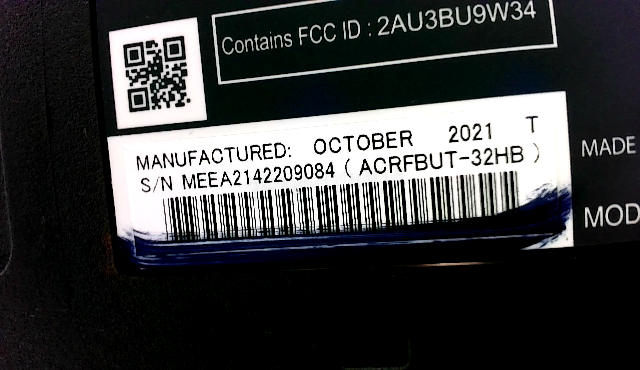 Contains FCC ID : 2AU3BU9W34
MANUFACTURED: OCTOBER 2021 T
S/N MEEA2142209084 ( ACRFBUT-32HB )
MADE
MOD